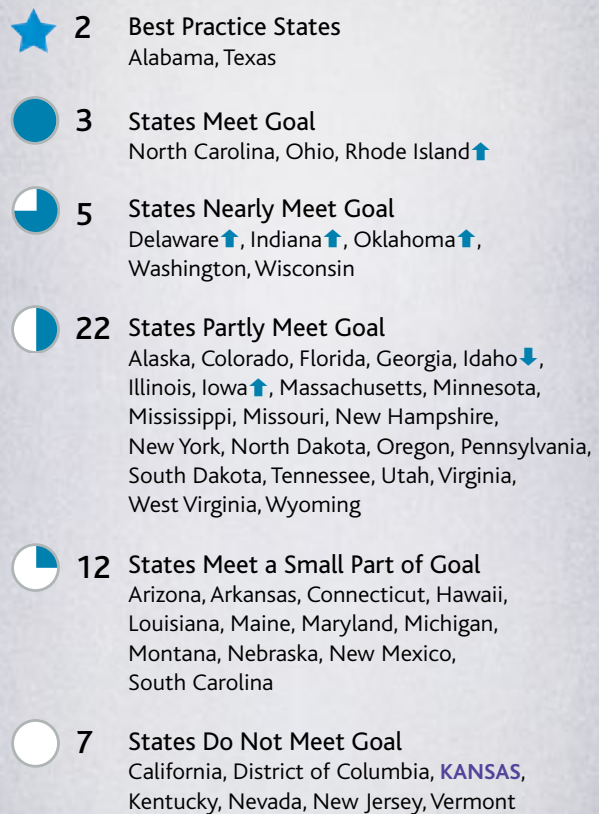 2 Best Practice States
Alabama, Texas
3 States Meet Goal
North Carolina, Ohio, Rhode Island⬆
5 States Nearly Meet Goal
Delaware⬆, Indiana⬆, Oklahoma⬆,
Washington, Wisconsin
22 States Partly Meet Goal
Alaska, Colorado, Florida, Georgia, Idaho⬇,
Illinois, Iowa⬆, Massachusetts, Minnesota,
Mississippi, Missouri, New Hampshire,
New York, North Dakota, Oregon, Pennsylvania,
South Dakota, Tennessee, Utah, Virginia,
West Virginia, Wyoming
12 States Meet a Small Part of Goal
Arizona, Arkansas, Connecticut, Hawaii,
Louisiana, Maine, Maryland, Michigan,
Montana, Nebraska, New Mexico,
South Carolina
7 States Do Not Meet Goal
California, District of Columbia, KANSAS,
Kentucky, Nevada, New Jersey, Vermont